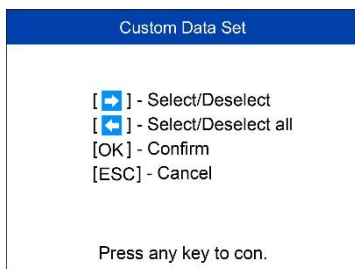 Custom Data Set
[➡] - Select/Deselect
[⬅] - Select/Deselect all
[OK] - Confirm
[ESC] - Cancel
Press any key to con.